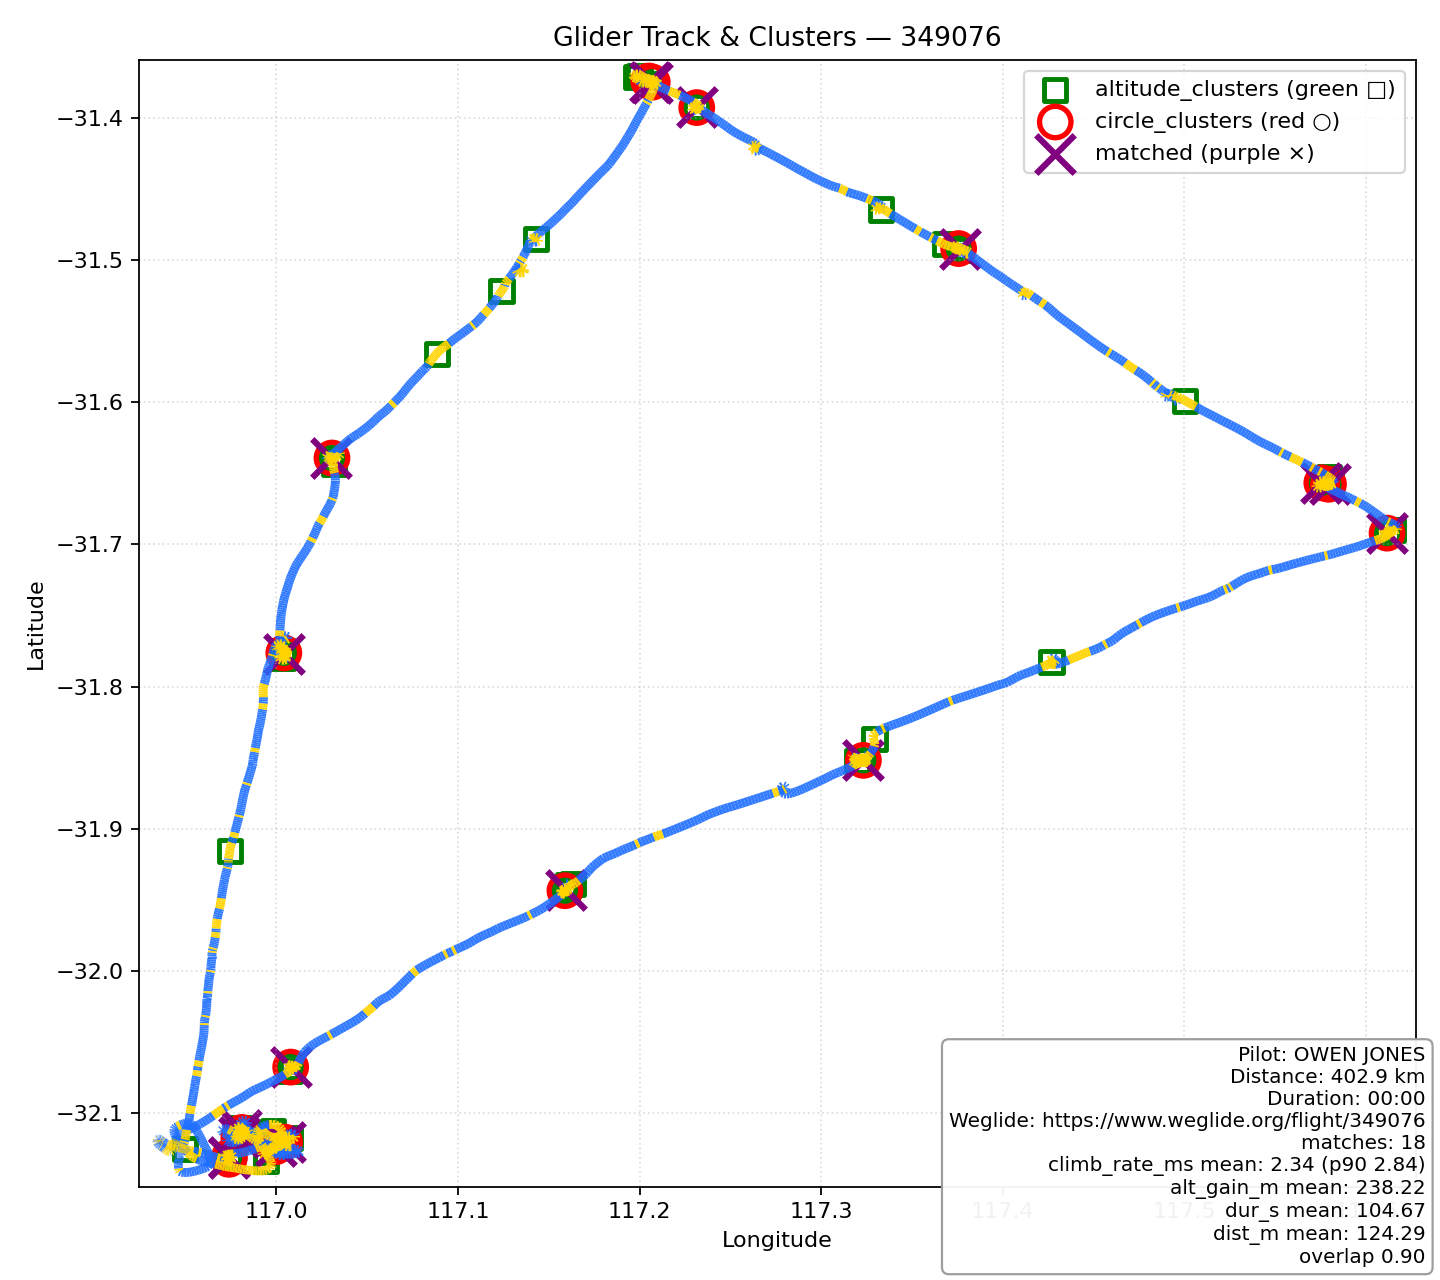 Glider Track & Clusters — 349076
altitude_clusters (green □)
circle_clusters (red ○)
matched (purple ×)
Latitude
−31.4
−31.5
−31.6
−31.7
−31.8
−31.9
−32.0
−32.1
117.0
117.1
117.2
117.3
117.4
117.5
Longitude
Pilot: OWEN JONES
Distance: 402.9 km
Duration: 00:00
Weglide: https://www.weglide.org/flight/349076
matches: 18
climb_rate_ms mean: 2.34 (p90 2.84)
alt_gain_m mean: 238.22
dur_s mean: 104.67
dist_m mean: 124.29
overlap 0.90